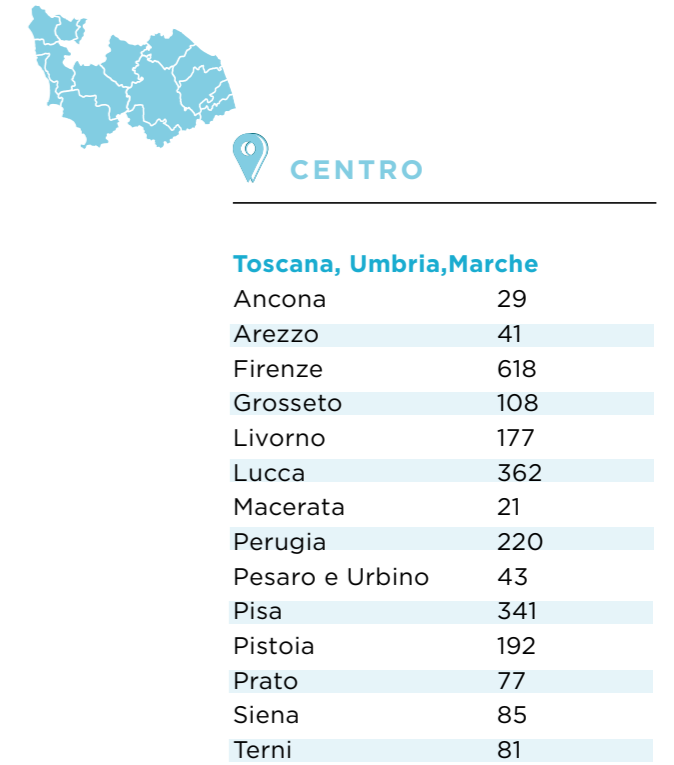 CENTRO
Toscana, Umbria,Marche
Ancona 29
Arezzo 41
Firenze 618
Grosseto 108
Livorno 177
Lucca 362
Macerata 21
Perugia 220
Pesaro e Urbino 43
Pisa 341
Pistoia 192
Prato 77
Siena 85
Terni 81